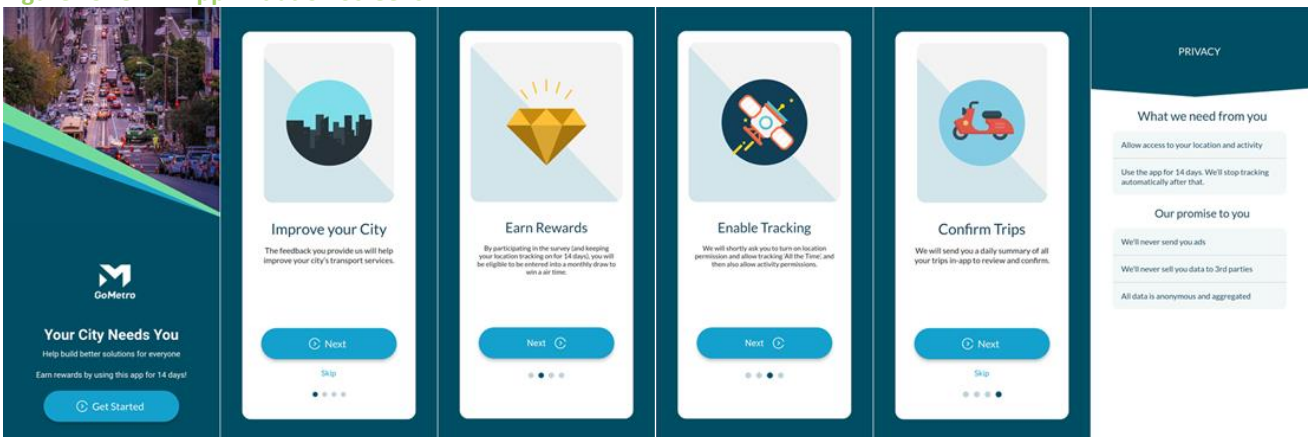 GoMetro
Your City Needs You
Help build better solutions for everyone
Earn rewards by using this app for 14 days!
Get Started
Improve your City
The feedback you provide us will help
improve your city's transport services.
Next
Skip
Earn Rewards
By participating in the survey (and keeping
your location tracking on for 14 days), you will
be eligible to be entered into a monthly draw to
win a air time.
Next
Enable Tracking
We will shortly ask you to turn on location
permission and allow tracking 'All the Time', and
then also allow activity permissions.
Next
Confirm Trips
We will send you a daily summary of all
your trips in-app to review and confirm.
Next
Skip
PRIVACY
What we need from you
Allow access to your location and activity
Use the app for 14 days. We'll stop tracking
automatically after that.
Our promise to you
We'll never send you ads
We'll never sell you data to 3rd parties
All data is anonymous and aggregated